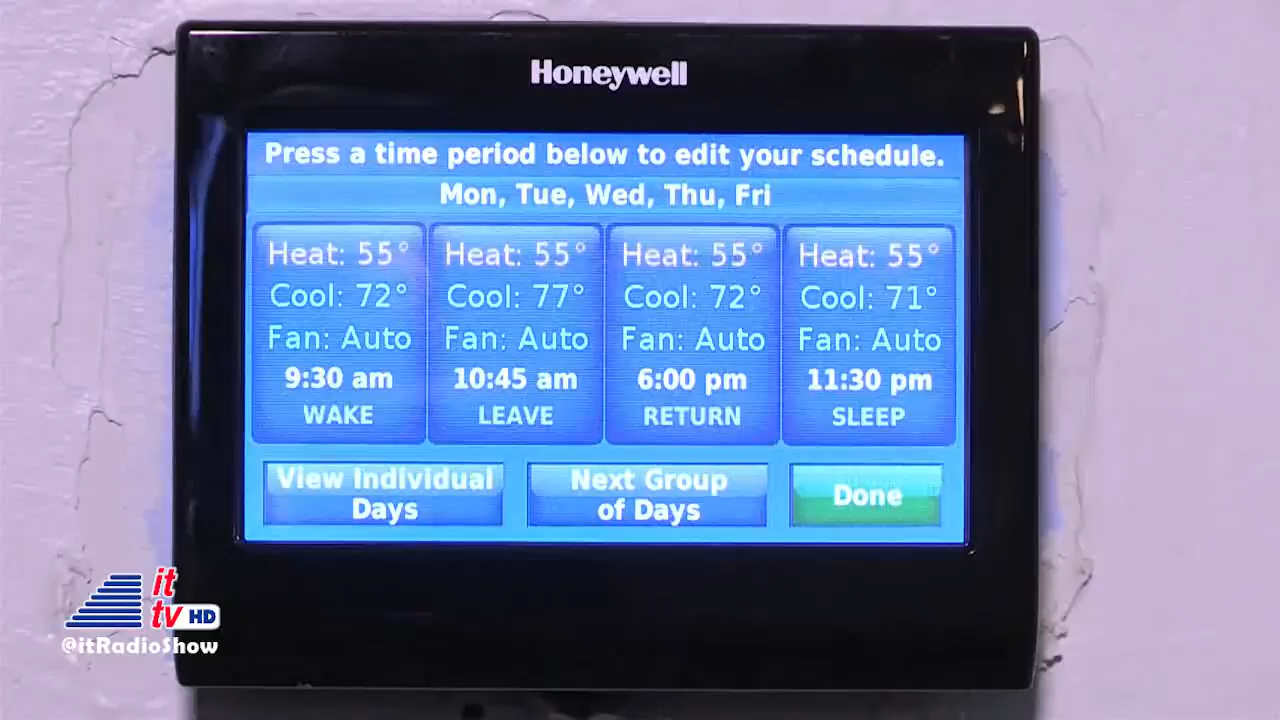 Honeywell
Press a time period below to edit your schedule.
Mon, Tue, Wed, Thu, Fri
Heat: 55°
Cool: 72°
Fan: Auto
9:30 am
WAKE
Heat: 55°
Cool: 77°
Fan: Auto
10:45 am
LEAVE
Heat: 55°
Cool: 72°
Fan: Auto
6:00 pm
RETURN
Heat: 55°
Cool: 71°
Fan: Auto
11:30 pm
SLEEP
View Individual
Days
Next Group
of Days
Done
it
tv HD
@itRadioShow